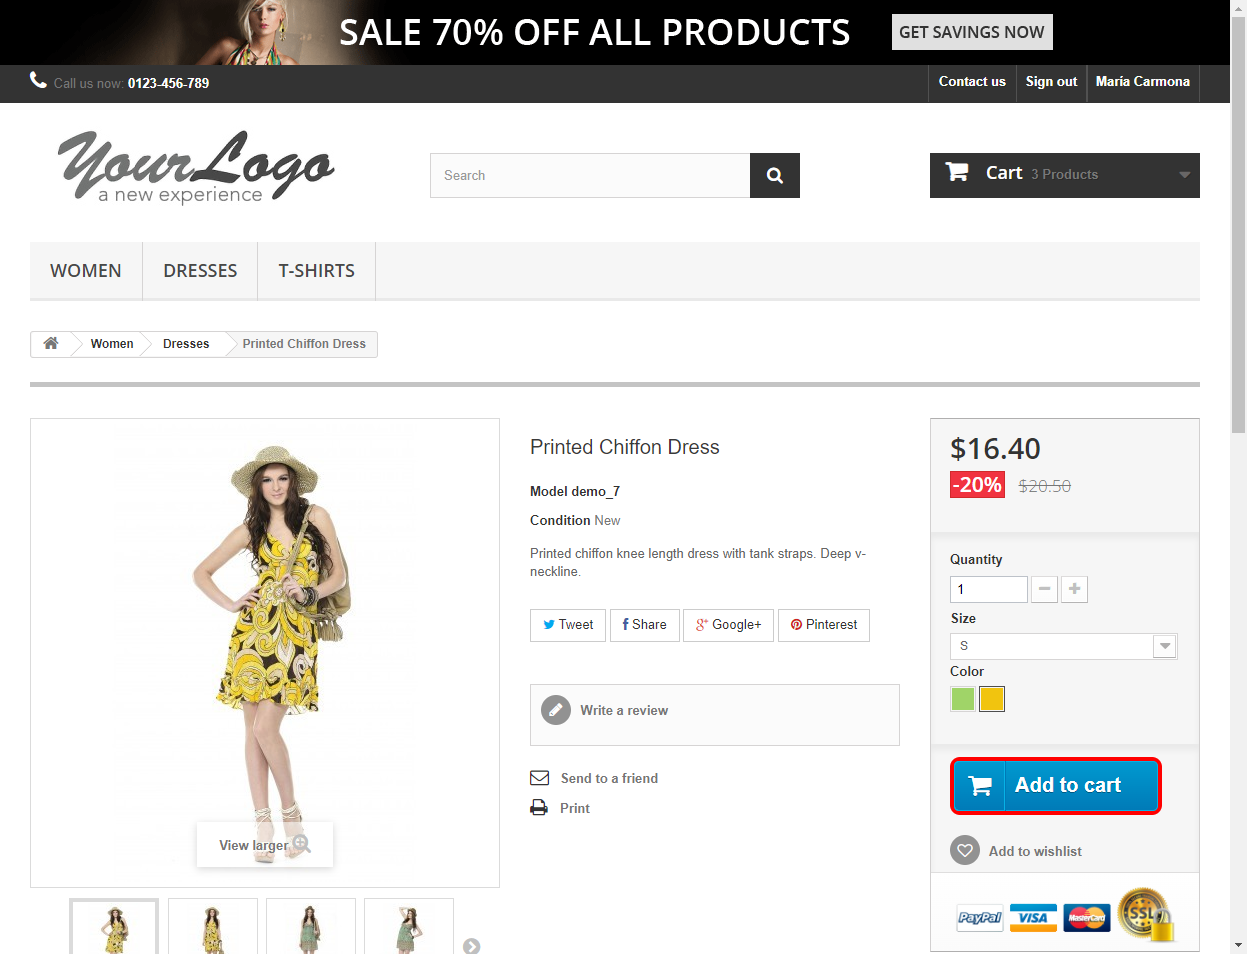 SALE 70% OFF ALL PRODUCTS
GET SAVINGS NOW
Call us now: 0123-456-789
Contact us
Sign out
María Carmona
YourLogo
a new experience
Search
Cart 3 Products
WOMEN
DRESSES
T-SHIRTS
Women
Dresses
Printed Chiffon Dress
View larger
Printed Chiffon Dress
Model demo_7
Condition New
Printed chiffon knee length dress with tank straps. Deep v-
neckline.
Tweet
Share
Google+
Pinterest
Write a review
Send to a friend
Print
$16.40
-20% $20.50
Quantity
1
Size
S
Color
Add to cart
Add to wishlist
PayPal
VISA
MasterCard
SSL